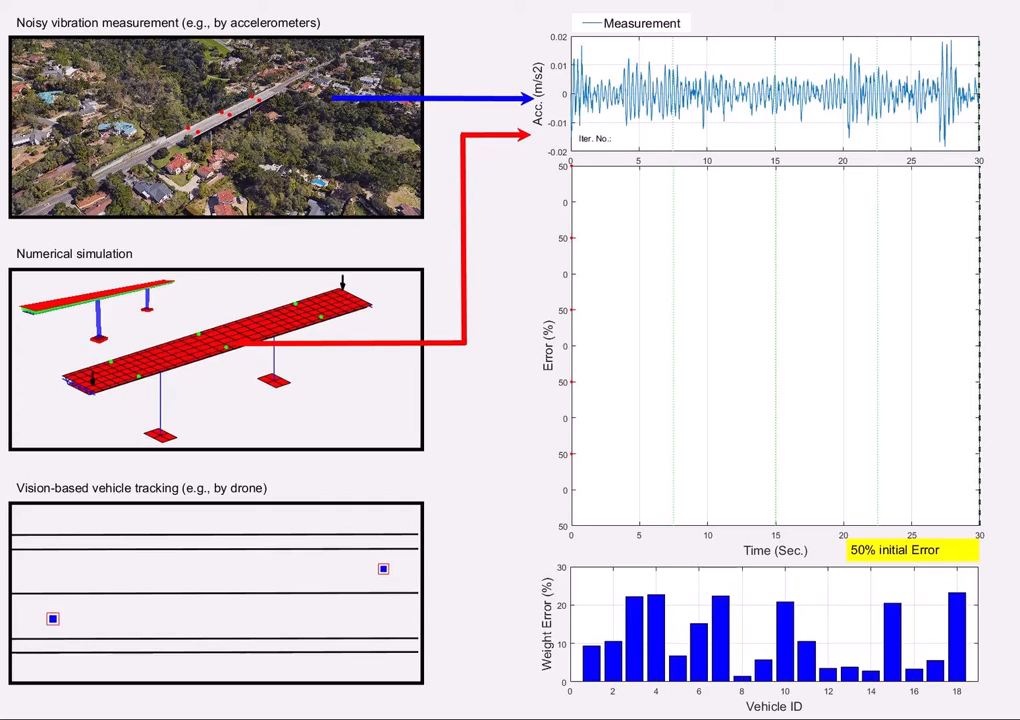 Noisy vibration measurement (e.g., by accelerometers)
Numerical simulation
Vision-based vehicle tracking (e.g., by drone)
Measurement
0.02
0.01
0
-0.01
-0.02
Acc. (m/s2)
Iter. No.:
0 5 10 15 20 25 30
50
0
50
0
50
0
50
0
50
0
50
Error (%)
0 5 10 15 20 25 30
Time (Sec.)
50% initial Error
30
20
10
0
Weight Error (%)
0 2 4 6 8 10 12 14 16 18
Vehicle ID